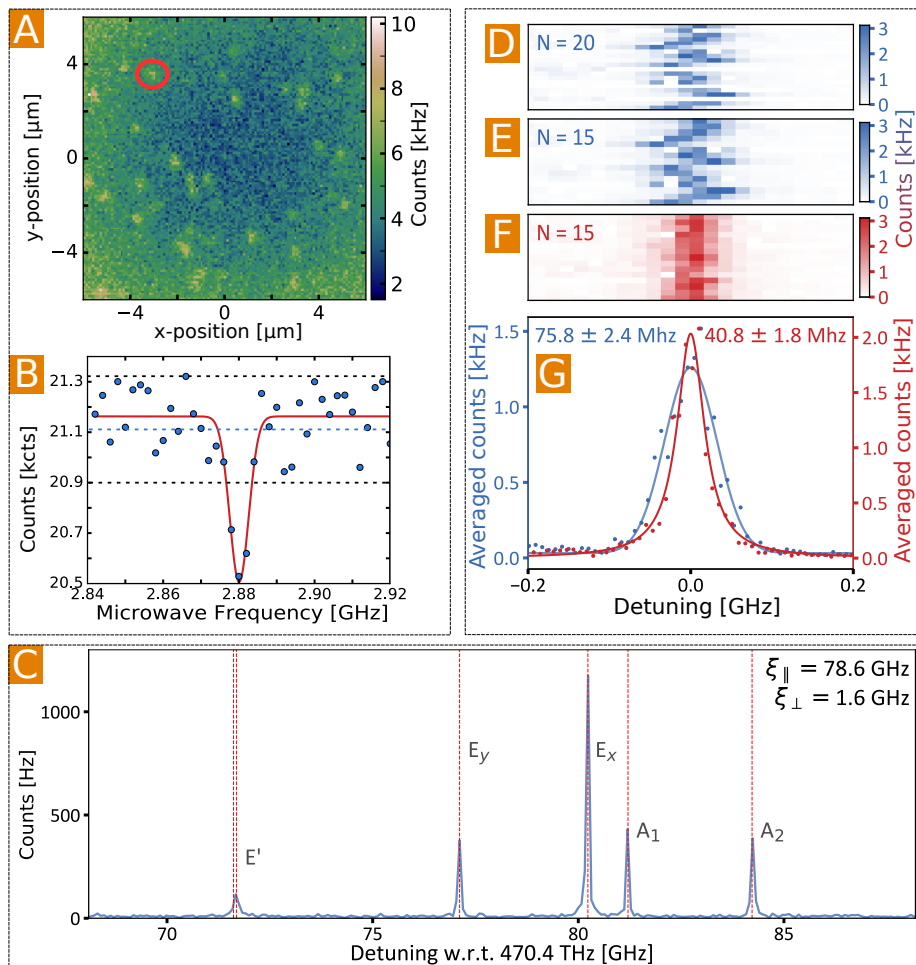 A
4
0
−4
y-position [μm]
−4
0
4
x-position [μm]
10
8
6
4
2
Counts [kHz]
B
21.3
21.1
20.9
20.7
20.5
Counts [kcts]
2.84
2.86
2.88
2.90
2.92
Microwave Frequency [GHz]
D
N = 20
3
2
1
0
E
N = 15
3
2
1
0
F
N = 15
3
2
1
0
Counts [kHz]
G
75.8 ± 2.4 Mhz
40.8 ± 1.8 Mhz
1.5
1.0
0.5
0.0
Averaged counts [kHz]
2.0
1.5
1.0
0.5
0.0
Averaged counts [kHz]
−0.2
0.0
0.2
Detuning [GHz]
C
ξ∥ = 78.6 GHz
ξ⊥ = 1.6 GHz
1000
500
0
Counts [Hz]
E'
Ey
Ex
A1
A2
70
75
80
85
Detuning w.r.t. 470.4 THz [GHz]